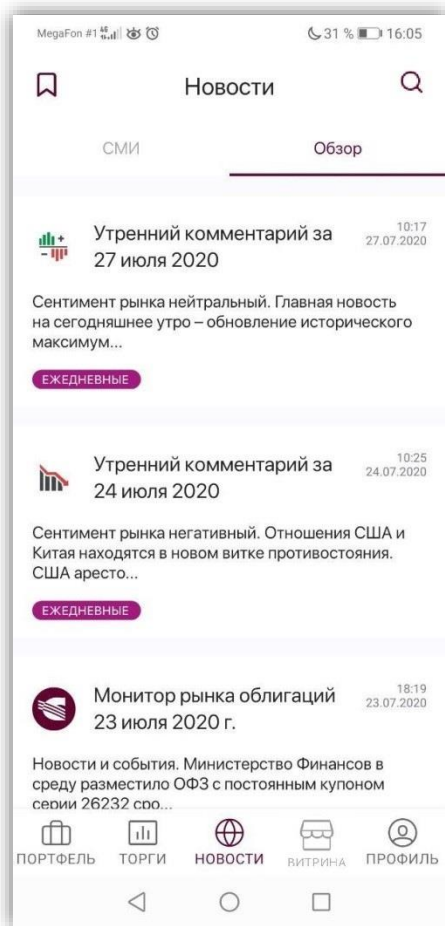 MegaFon #1 4G 31 % 16:05
Новости
СМИ Обзор
Утренний комментарий за 10:17
27 июля 2020 27.07.2020
Сентимент рынка нейтральный. Главная новость
на сегодняшнее утро – обновление исторического
максимум...
ЕЖЕДНЕВНЫЕ
Утренний комментарий за 10:25
24 июля 2020 24.07.2020
Сентимент рынка негативный. Отношения США и
Китая находятся в новом витке противостояния.
США аресто...
ЕЖЕДНЕВНЫЕ
Монитор рынка облигаций 18:19
23 июля 2020 г. 23.07.2020
Новости и события. Министерство Финансов в
среду разместило ОФЗ с постоянным купоном
серии 26232 сро...
ПОРТФЕЛЬ ТОРГИ НОВОСТИ ВИТРИНА ПРОФИЛЬ